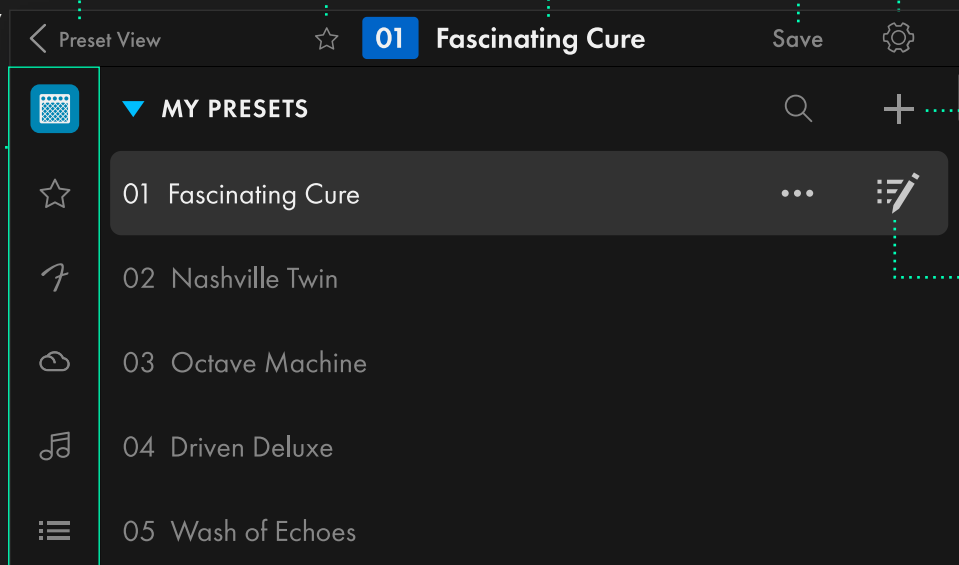 Preset View 01 Fascinating Cure Save
MY PRESETS
01 Fascinating Cure
02 Nashville Twin
03 Octave Machine
04 Driven Deluxe
05 Wash of Echoes